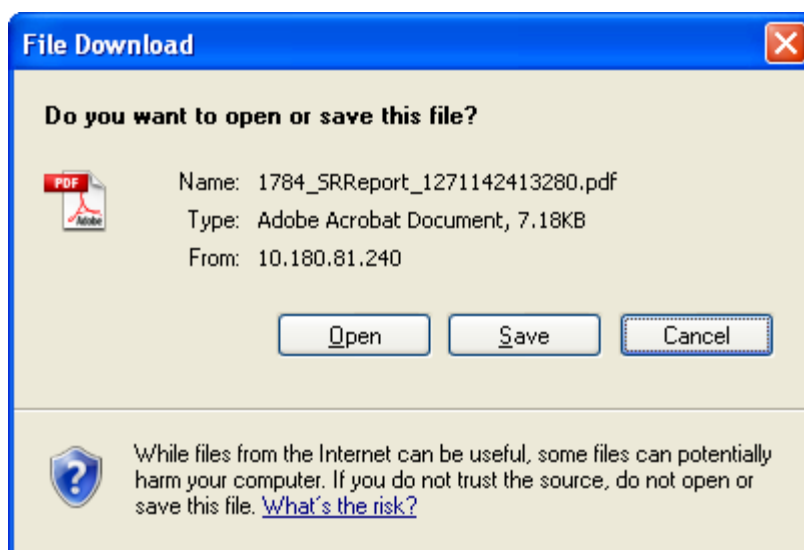 File Download
Do you want to open or save this file?
PDF
Adobe
Name: 1784_SRReport_1271142413280.pdf
Type: Adobe Acrobat Document, 7.18KB
From: 10.180.81.240
Open Save Cancel
While files from the Internet can be useful, some files can potentially
harm your computer. If you do not trust the source, do not open or
save this file. What's the risk?